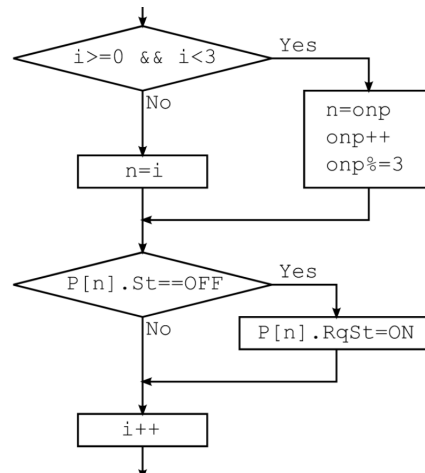 i>=0 && i<3
Yes
No
n=onp
onp++
onp%=3
n=i
P[n].St==OFF
Yes
No
P[n].RqSt=ON
i++